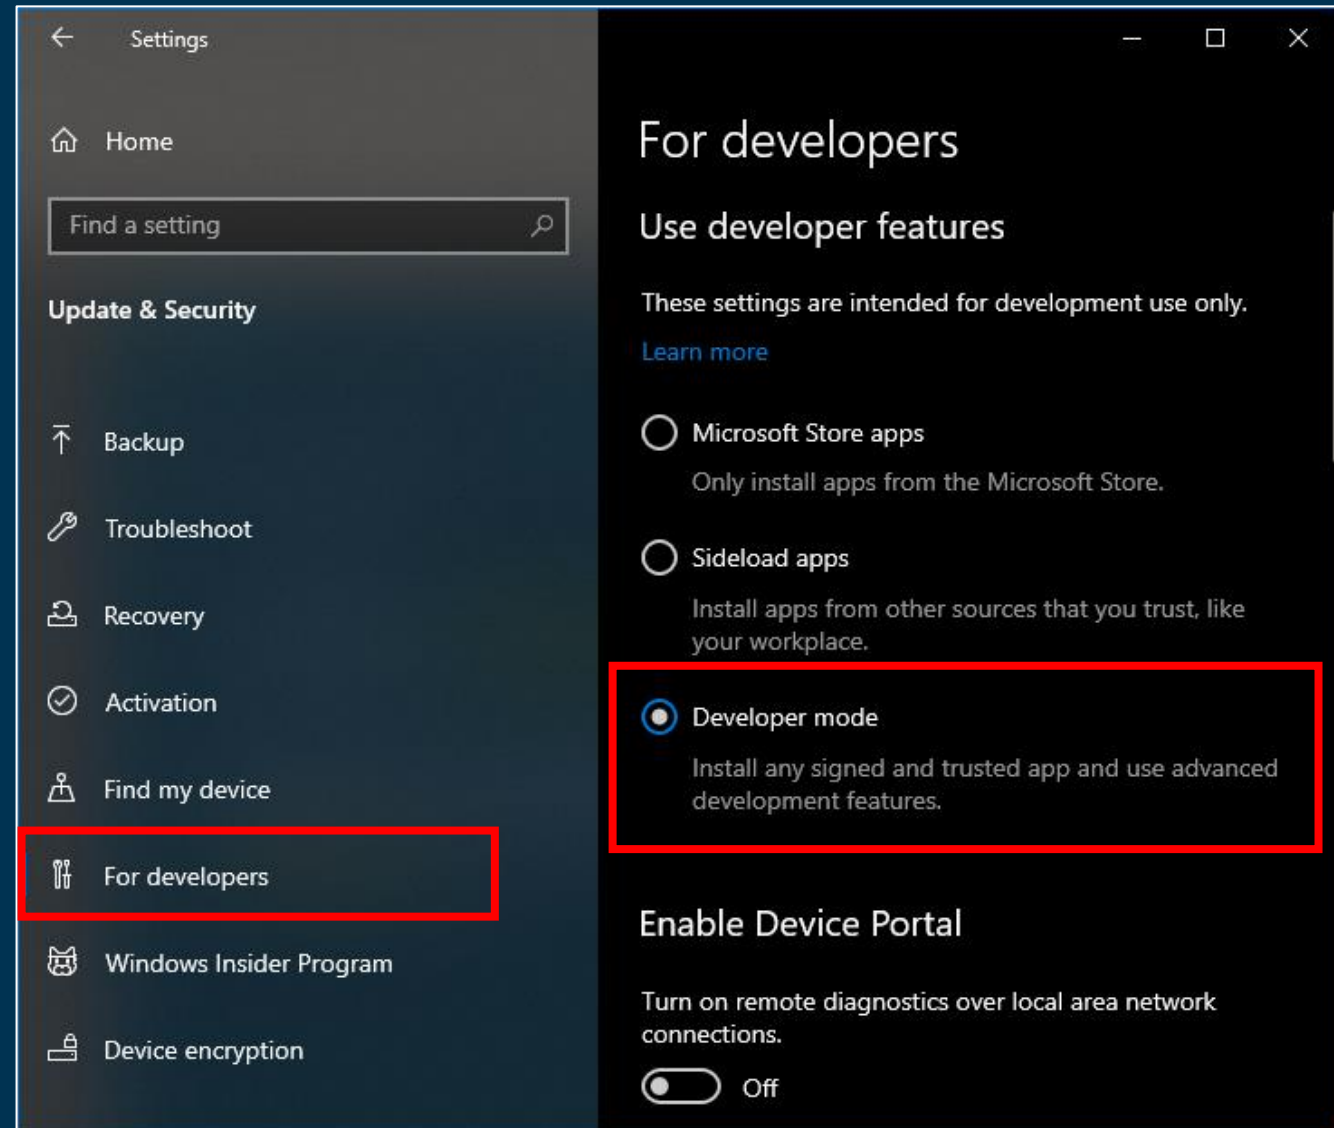 Settings
Home
Find a setting
Update & Security
Backup
Troubleshoot
Recovery
Activation
Find my device
For developers
Windows Insider Program
Device encryption
For developers
Use developer features
These settings are intended for development use only.
Learn more
Microsoft Store apps
Only install apps from the Microsoft Store.
Sideload apps
Install apps from other sources that you trust, like
your workplace.
Developer mode
Install any signed and trusted app and use advanced
development features.
Enable Device Portal
Turn on remote diagnostics over local area network
connections.
Off